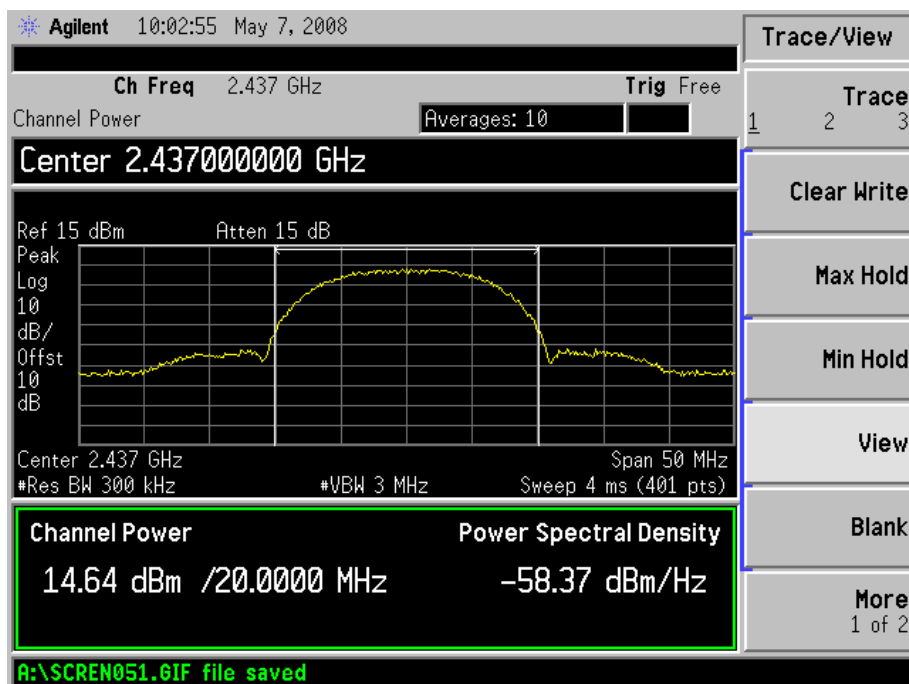 Agilent 10:02:55 May 7, 2008
Trace/View
Ch Freq 2.437 GHz Trig Free
Channel Power Averages: 10
Center 2.437000000 GHz
Ref 15 dBm Atten 15 dB
Peak
Log
10
dB/
Offst
10
dB
Center 2.437 GHz Span 50 MHz
#Res BW 300 kHz #VBW 3 MHz Sweep 4 ms (401 pts)
Channel Power Power Spectral Density
14.64 dBm /20.0000 MHz -58.37 dBm/Hz
A:\SCREN051.GIF file saved
Trace
1 2 3
Clear Write
Max Hold
Min Hold
View
Blank
More
1 of 2